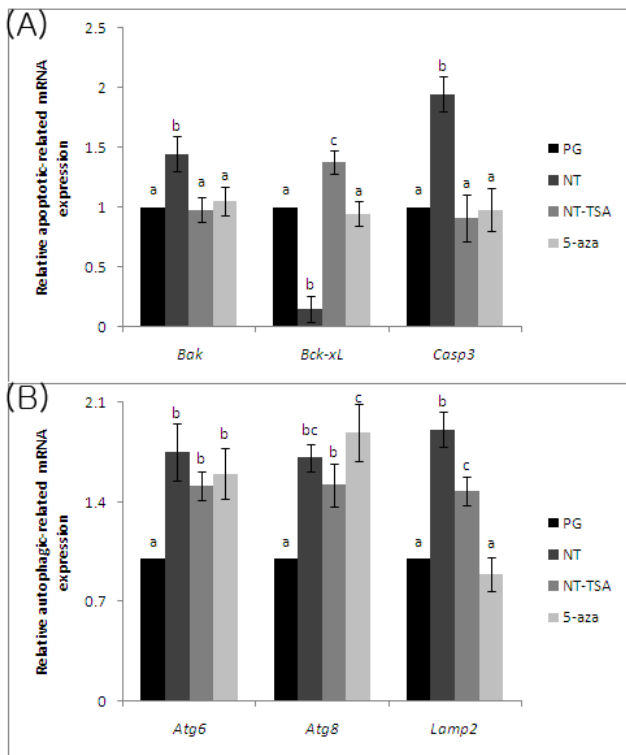 (A)
Relative apoptotic-related mRNA
expression
2.5
2
1.5
1
0.5
0
a b a a
a b c a
a b a a
Bak Bck-xL Casp3
PG
NT
NT-TSA
5-aza
(B)
Relative autophagic-related mRNA
expression
2.1
1.4
0.7
0
a b b b
a bc b c
a b c a
Atg6 Atg8 Lamp2
PG
NT
NT-TSA
5-aza